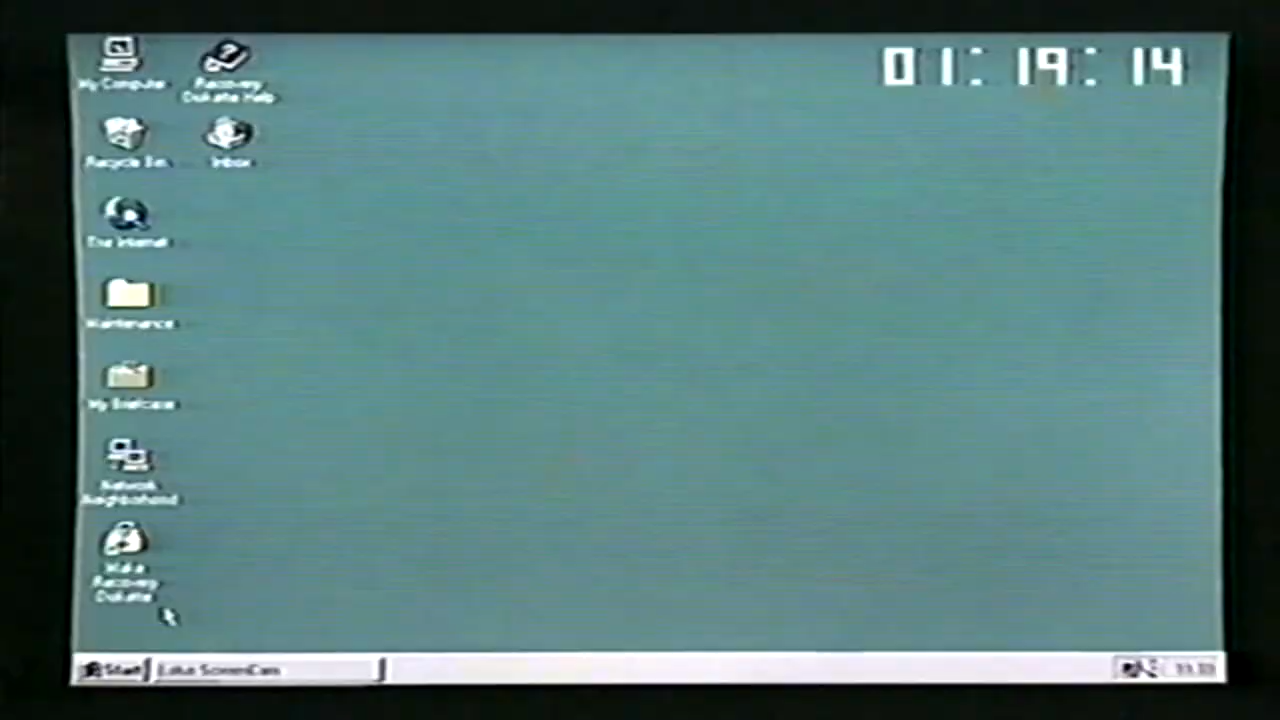 My Computer
Recovery
Diskette Help
01: 19: 14
Recycle Bin
Inbox
The Internet
Maintenance
My Briefcase
Network
Neighborhood
Make
Recovery
Diskette
Start
Lotus ScreenCam